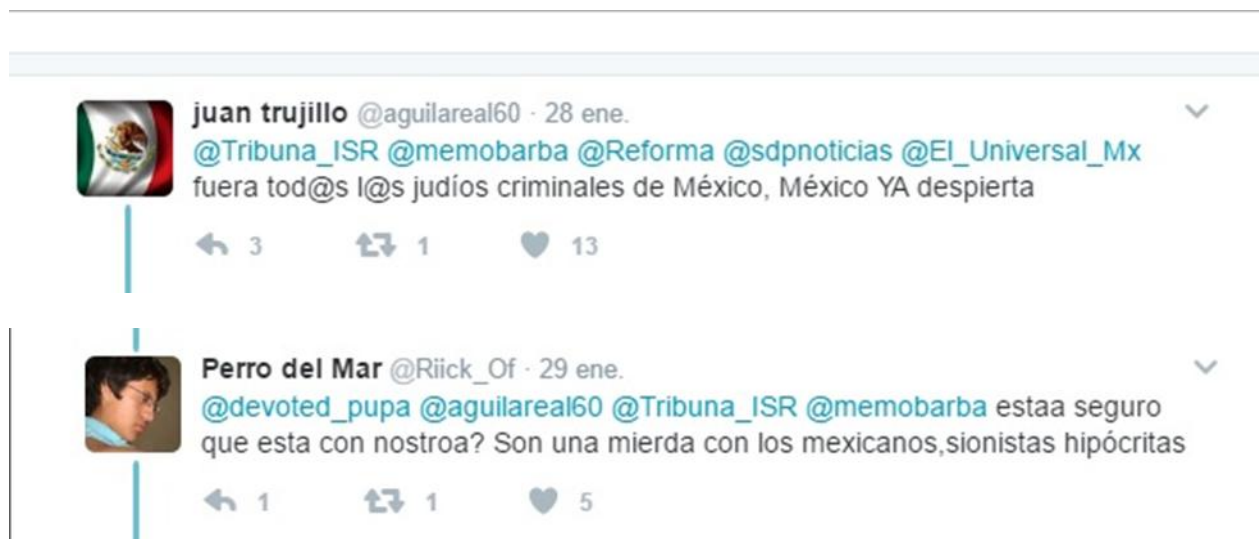 juan trujillo @aguilareal60 · 28 ene.
@Tribuna_ISR @memobarba @Reforma @sdpnoticias @El_Universal_Mx
fuera tod@s l@s judíos criminales de México, México YA despierta
3 1 13
Perro del Mar @Riick_Of · 29 ene.
@devoted_pupa @aguilareal60 @Tribuna_ISR @memobarba estaa seguro
que esta con nostroa? Son una mierda con los mexicanos,sionistas hipócritas
1 1 5